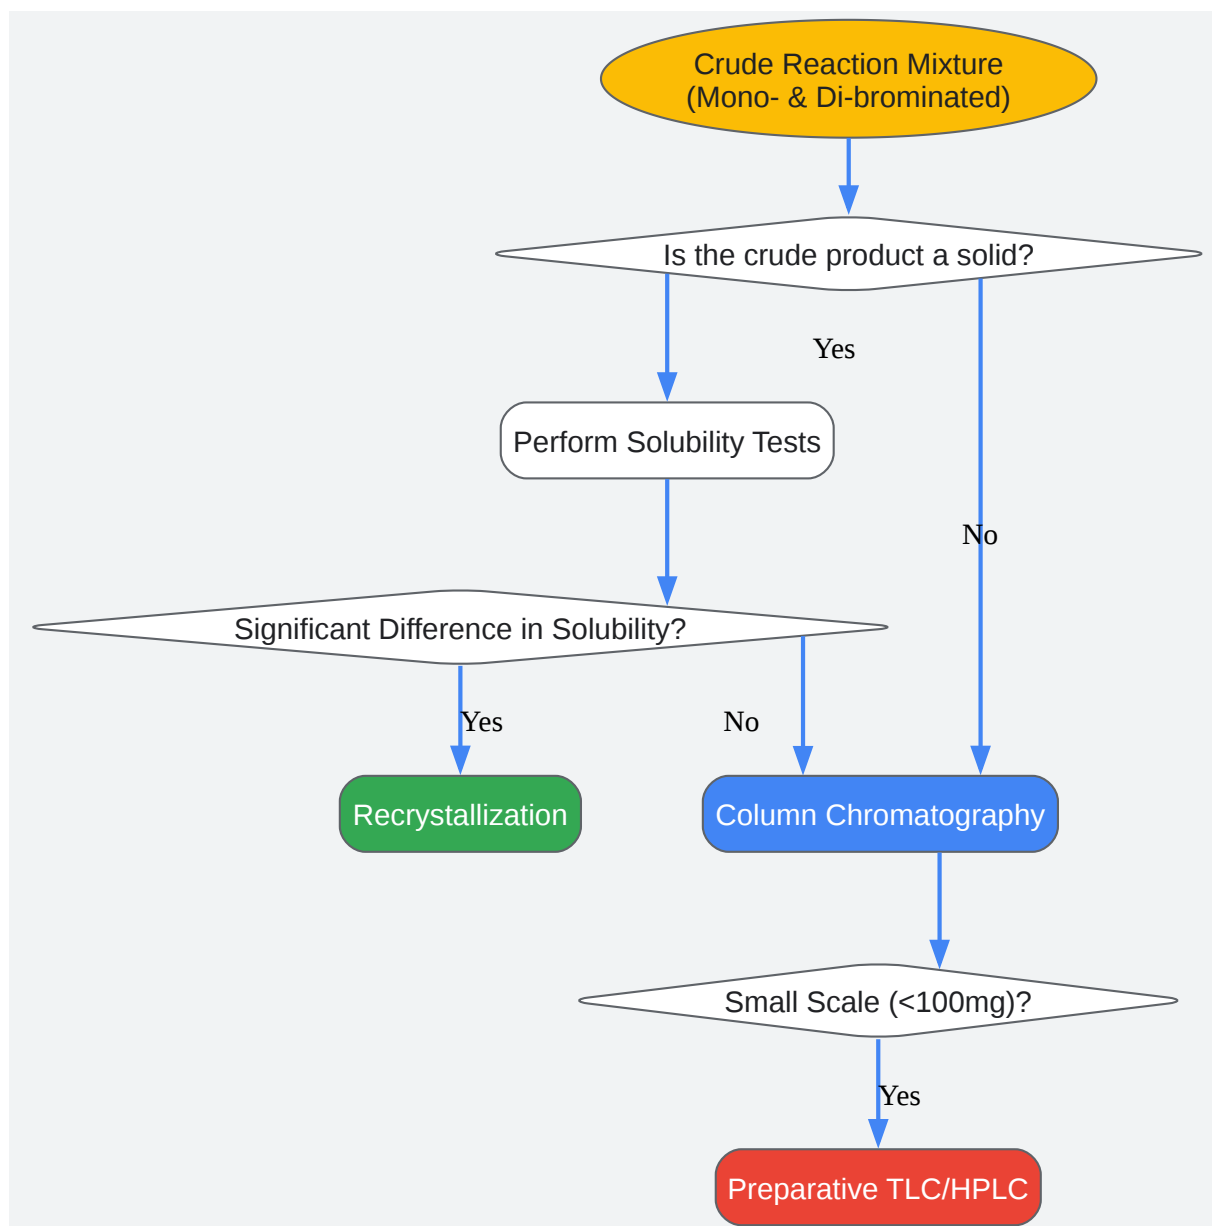 Crude Reaction Mixture
(Mono- & Di-brominated)
Is the crude product a solid?
Yes
Perform Solubility Tests
No
Significant Difference in Solubility?
Yes
No
Recrystallization
Column Chromatography
Small Scale (<100mg)?
Yes
Preparative TLC/HPLC